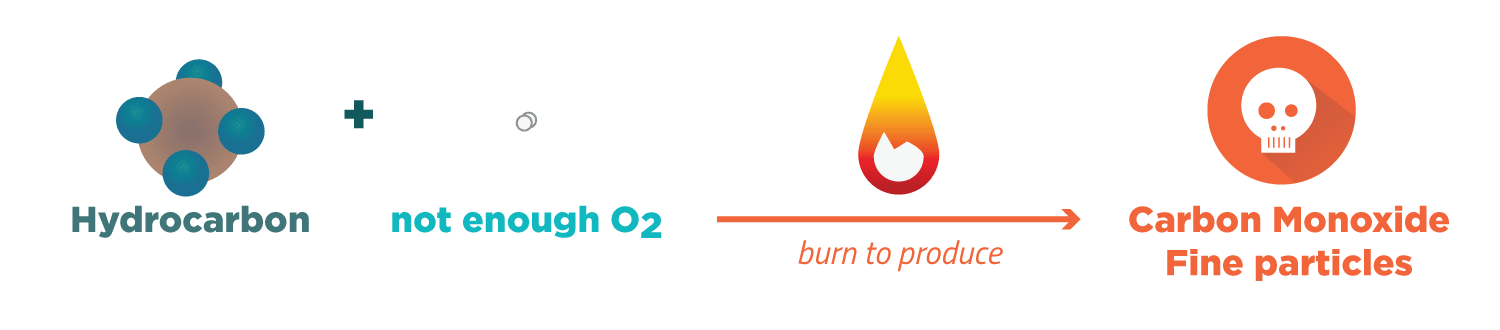 Hydrocarbon
+
not enough O2
burn to produce
Carbon Monoxide
Fine particles